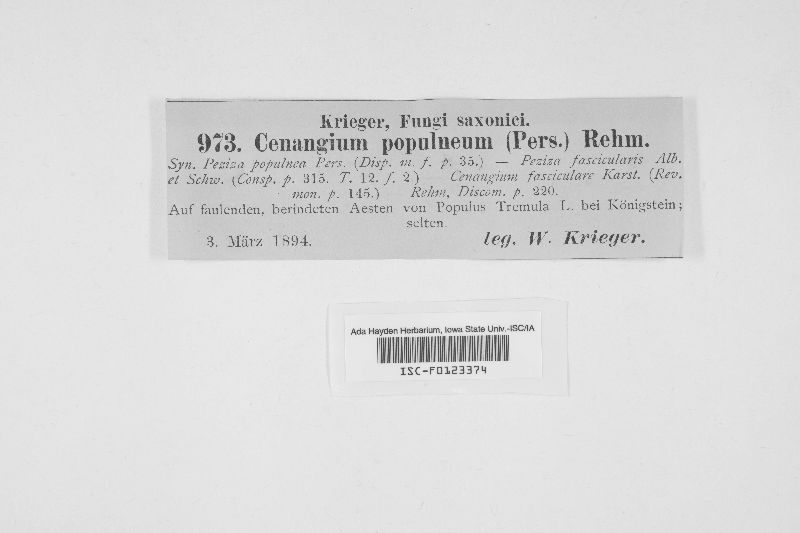 Krieger, Fungi saxonici.
973. Cenangium populneum (Pers.) Rehm.
Syn. Peziza populnea Pers. (Disp. m. f. p. 35.) — Peziza fascicularis Alb.
et Schw. (Consp. p. 315. T. 12. f. 2) Cenangium fasciculare Karst. (Rev.
mon. p. 145.) Rehm, Discom. p. 220.
Auf faulenden, berindeten Aesten von Populus Tremula L. bei Königstein;
selten
3. März 1894. leg. W. Krieger.
Ada Hayden Herbarium, Iowa State Univ.-ISC/IA
ISC-F0123374